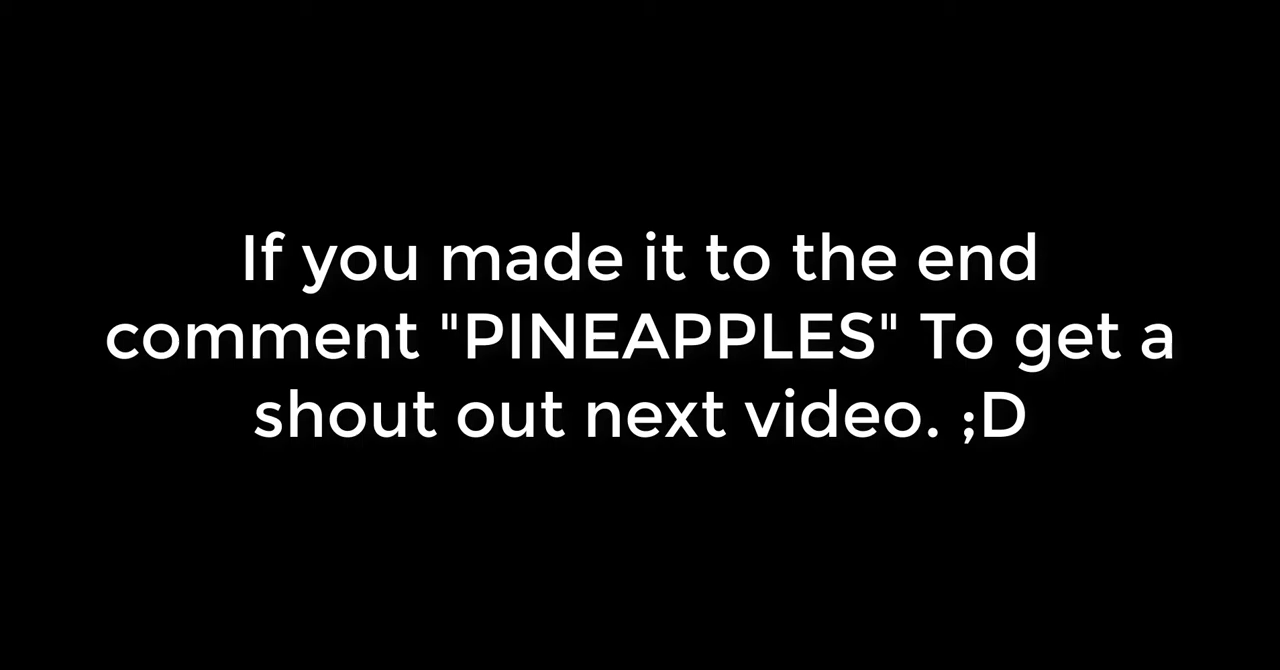 If you made it to the end
comment "PINEAPPLES" To get a
shout out next video. ;D